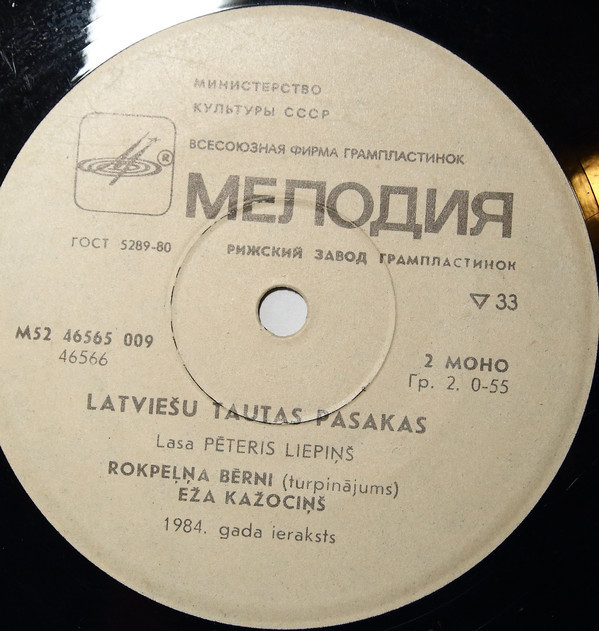 МИНИСТЕРСТВО
КУЛЬТУРЫ СССР
ВСЕСОЮЗНАЯ ФИРМА ГРАМПЛАСТИНОК
®
МЕЛОДИЯ
ГОСТ 5289-80
РИЖСКИЙ ЗАВОД ГРАМПЛАСТИНОК
▽ 33
М52 46565 009
46566
2 МОНО
Гр. 2. 0-55
LATVIEŠU TAUTAS PASAKAS
Lasa PĒTERIS LIEPIŅŠ
ROKPEĻŅA BĒRNI (turpinājums)
EŽA KAŽOCIŅŠ
1984. gada ieraksts